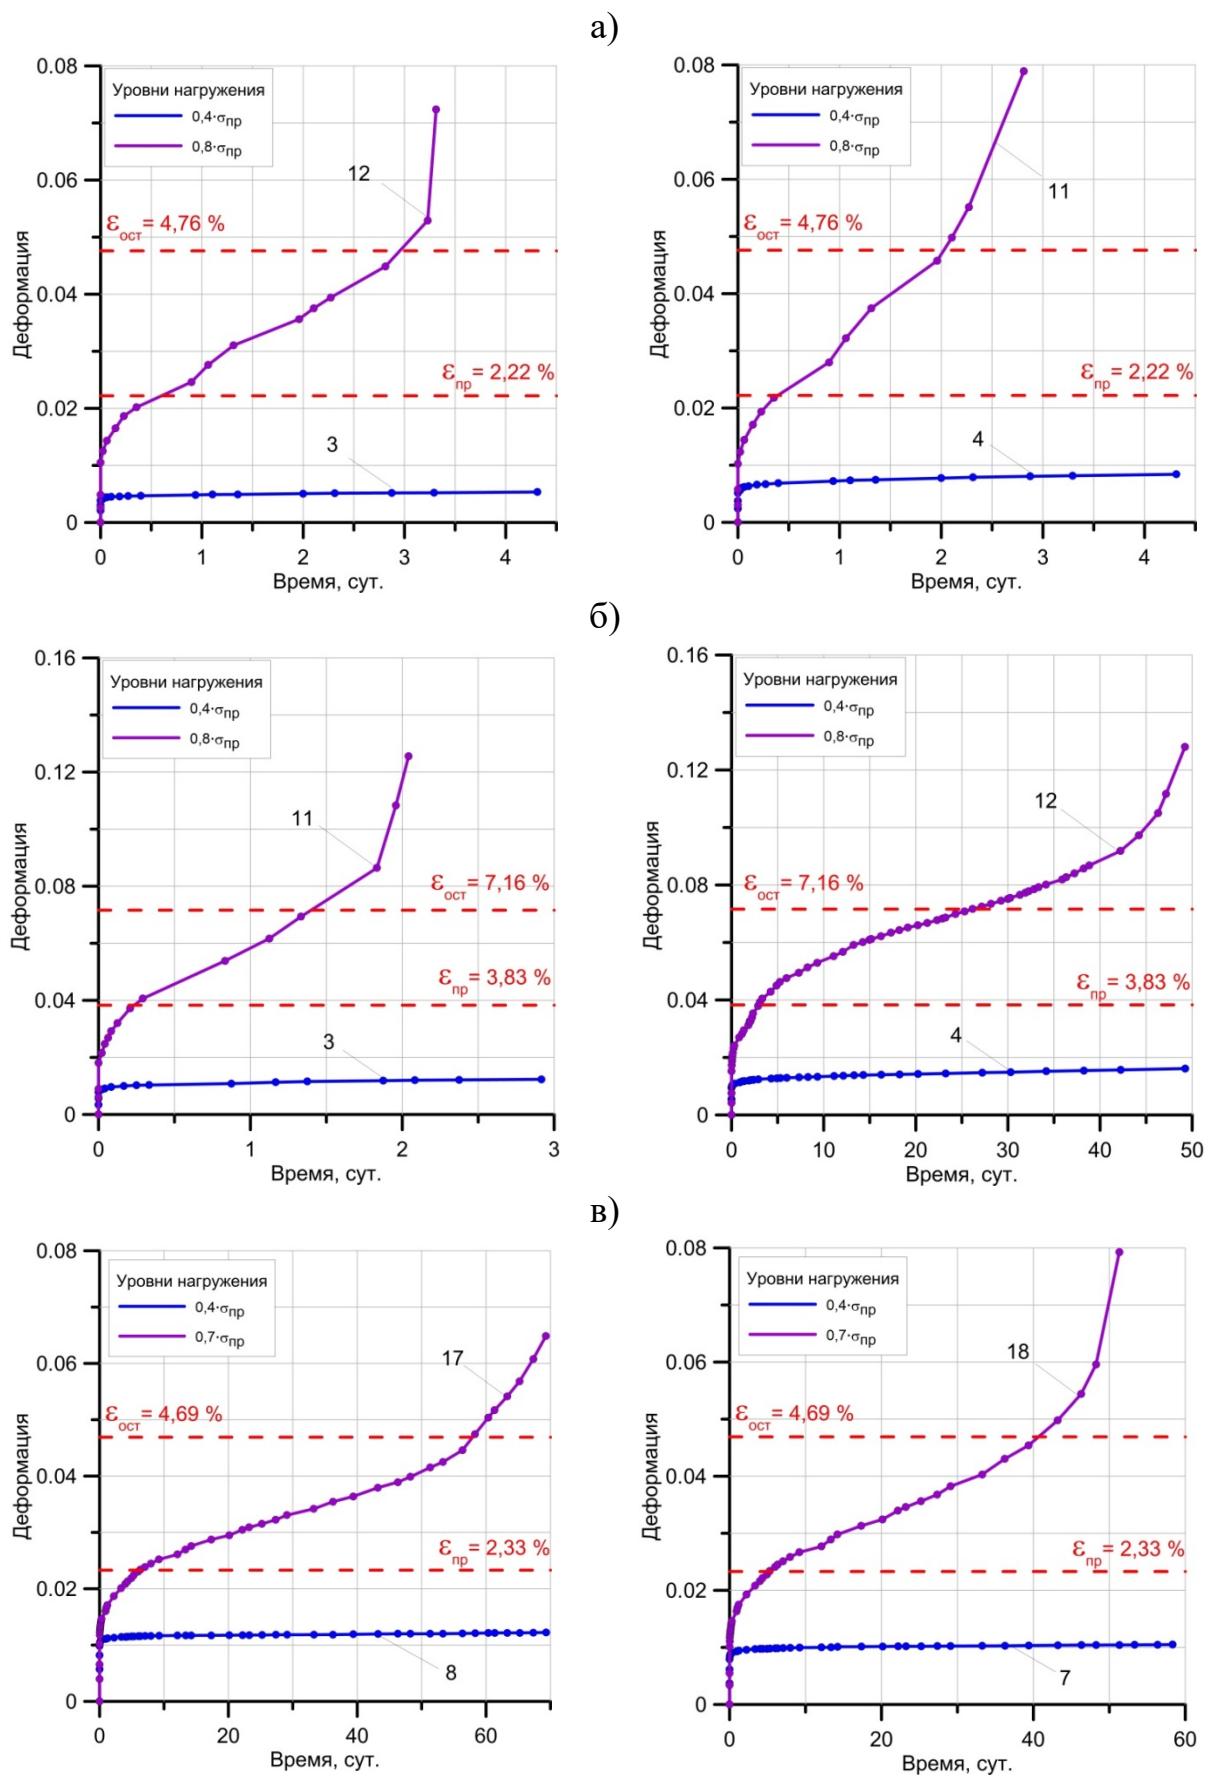 а)
0.08
0.06
0.04
0.02
0
Деформация
Уровни нагружения
0,4·σпр
0,8·σпр
12
εост= 4,76 %
εпр= 2,22 %
3
0 1 2 3 4
Время, сут.
0.08
0.06
0.04
0.02
0
Деформация
Уровни нагружения
0,4·σпр
0,8·σпр
11
εост= 4,76 %
εпр= 2,22 %
4
0 1 2 3 4
Время, сут.
б)
0.16
0.12
0.08
0.04
0
Деформация
Уровни нагружения
0,4·σпр
0,8·σпр
11
εост= 7,16 %
εпр= 3,83 %
3
0 1 2 3
Время, сут.
0.16
0.12
0.08
0.04
0
Деформация
Уровни нагружения
0,4·σпр
0,8·σпр
12
εост= 7,16 %
εпр= 3,83 %
4
0 10 20 30 40 50
Время, сут.
в)
0.08
0.06
0.04
0.02
0
Деформация
Уровни нагружения
0,4·σпр
0,7·σпр
17
εост= 4,69 %
εпр= 2,33 %
8
0 20 40 60
Время, сут.
0.08
0.06
0.04
0.02
0
Деформация
Уровни нагружения
0,4·σпр
0,7·σпр
18
εост= 4,69 %
εпр= 2,33 %
7
0 20 40 60
Время, сут.